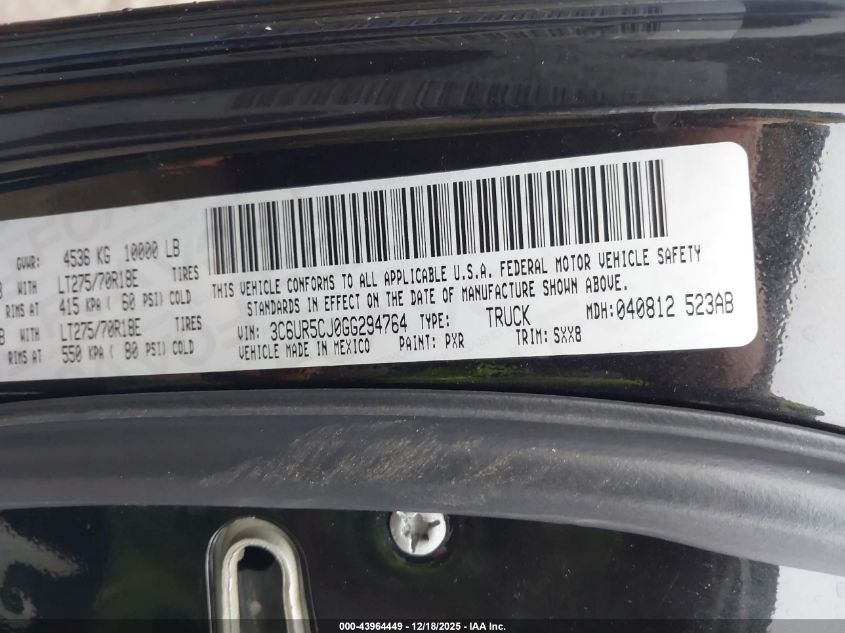 GVWR: 4536 KG 10000 LB
B WITH LT275/70R18E TIRES
RIMS AT 415 KPA ( 60 PSI) COLD
B WITH LT275/70R18E TIRES
RIMS AT 550 KPA ( 80 PSI) COLD
THIS VEHICLE CONFORMS TO ALL APPLICABLE U.S.A. FEDERAL MOTOR VEHICLE SAFETY
STANDARDS IN EFFECT ON THE DATE OF MANUFACTURE SHOWN ABOVE.
VIN: 3C6UR5CJ0GG294764 TYPE: TRUCK MDH:040812 523AB
VEHICLE MADE IN MEXICO PAINT: PXR TRIM: SXX8
000-43964449 - 12/18/2025 - IAA Inc.